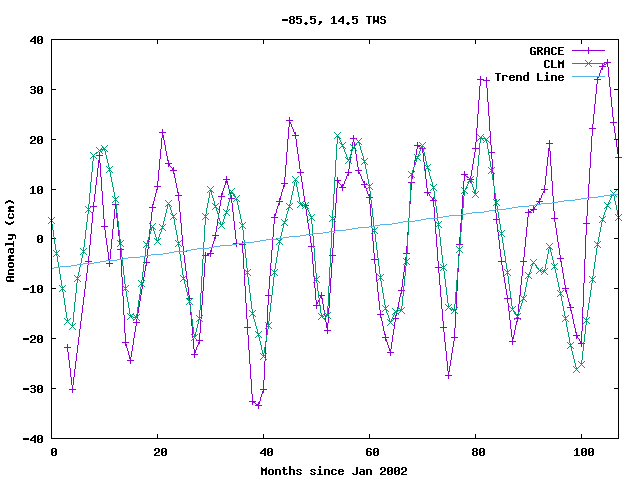 -85.5, 14.5 TWS
GRACE
CLM
Trend Line
Anomaly (cm)
40
30
20
10
0
-10
-20
-30
-40
0 20 40 60 80 100
Months since Jan 2002